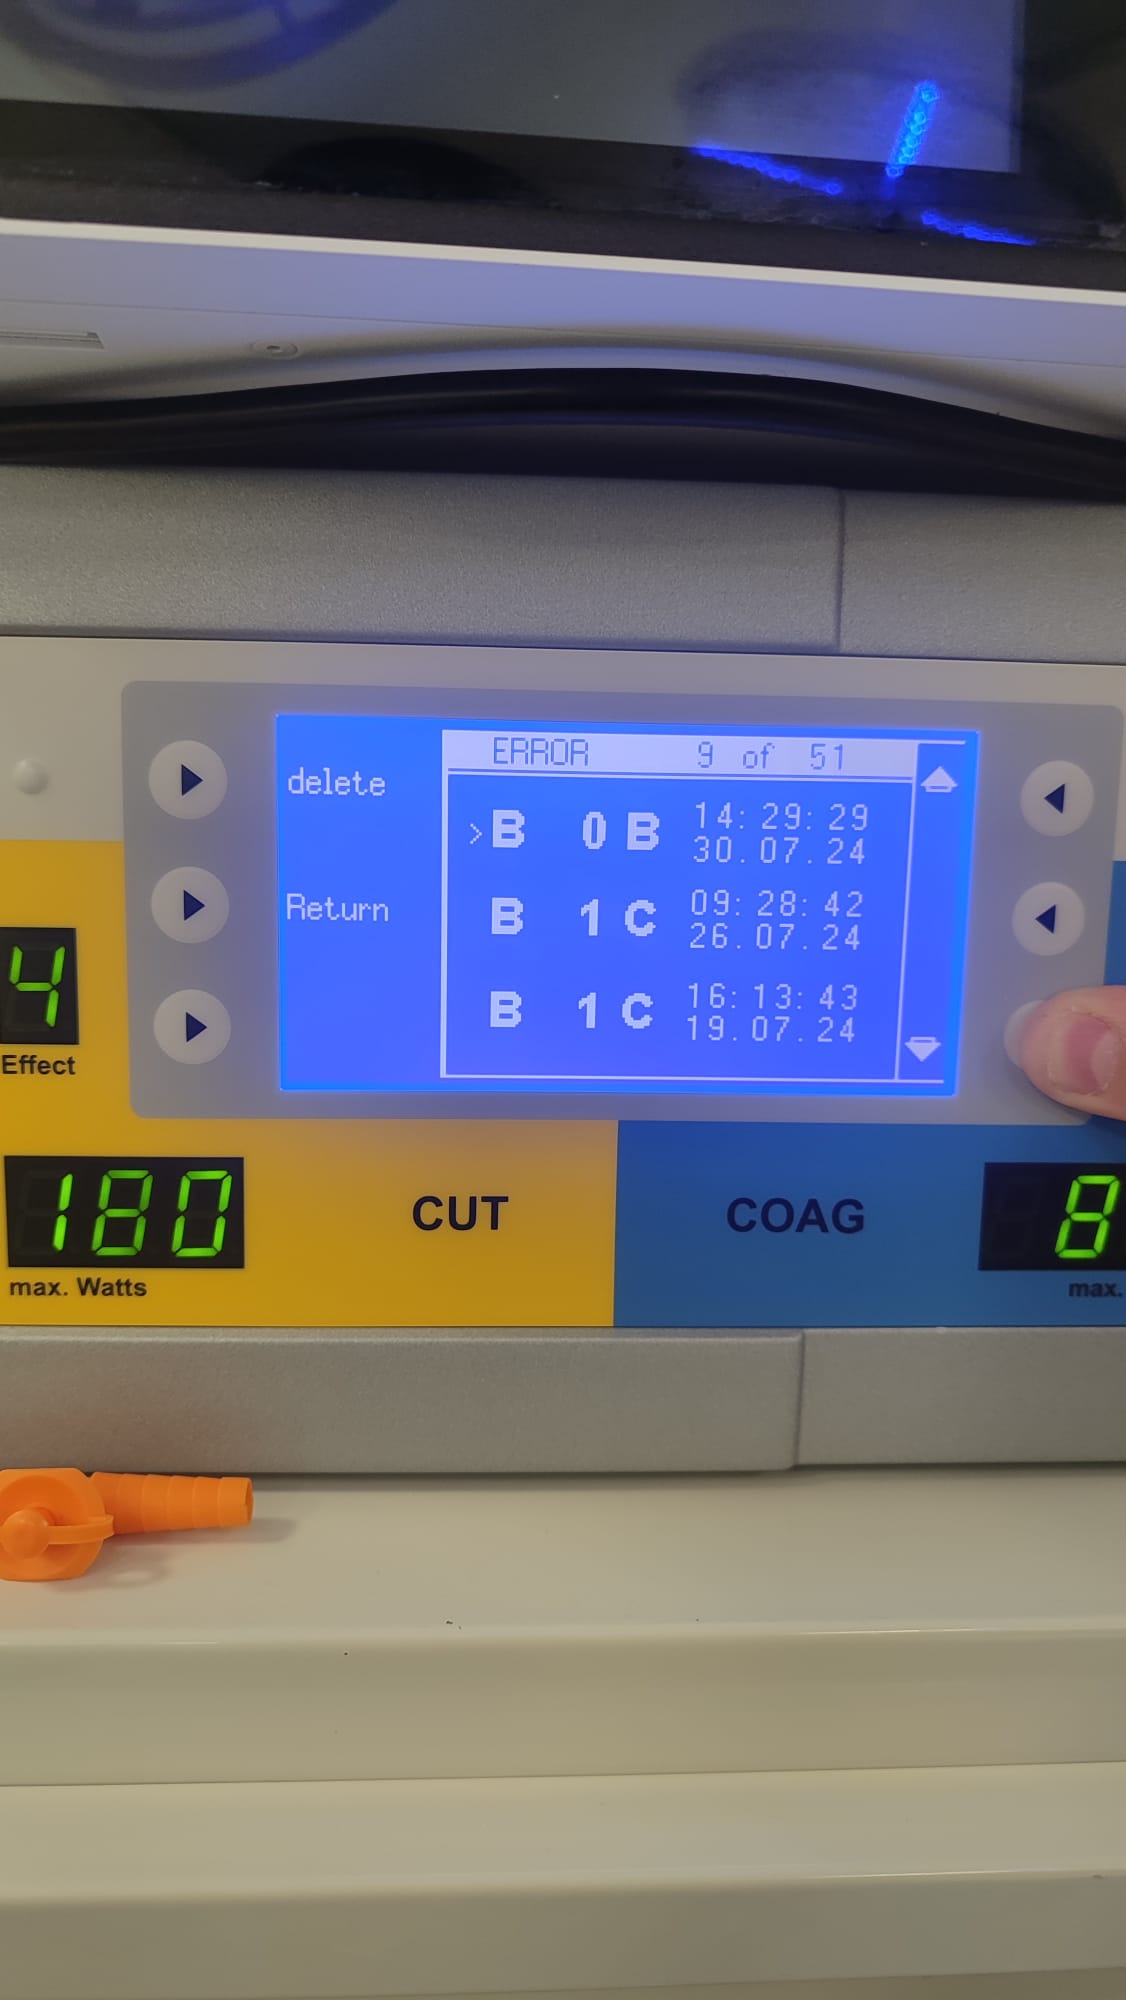 ERROR 9 of 51
delete
>B 0 B 14:29:29
30.07.24
Return
B 1 C 09:28:42
26.07.24
B 1 C 16:13:43
19.07.24
4
Effect
180
CUT
COAG
8
max. Watts
max.